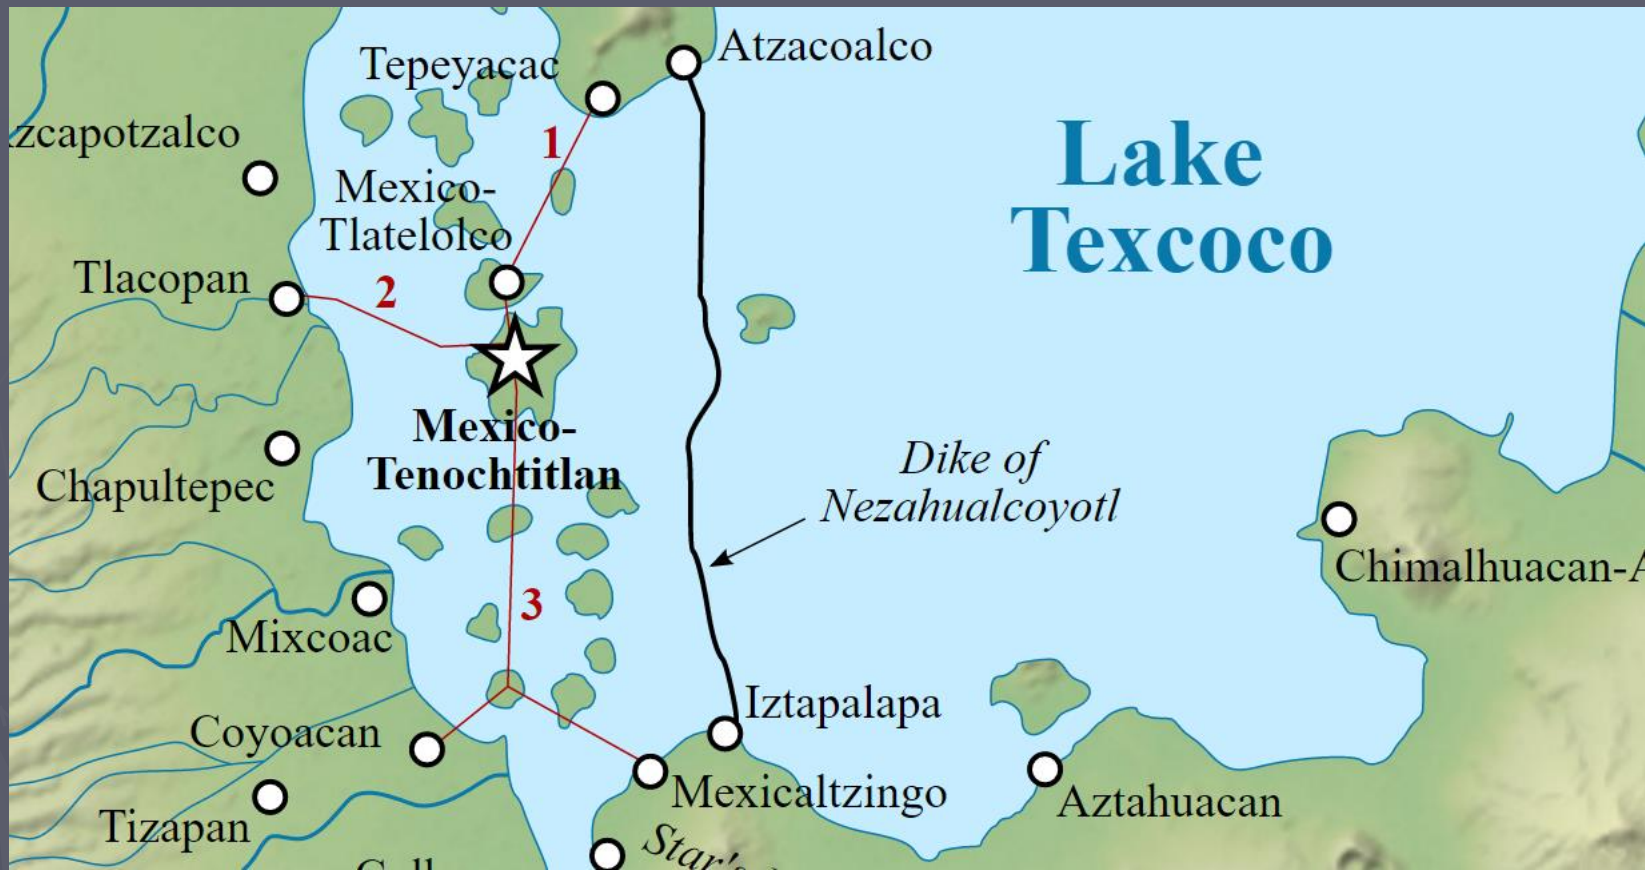 Atzacoalco
Tepeyacac
1
zcapotzalco
Lake
Texcoco
Mexico-
Tlatelolco
Tlacopan
2
Mexico-
Tenochtitlan
Dike of
Nezahualcoyotl
Chapultepec
Chimalhuacan-A
3
Mixcoac
Iztapalapa
Coyoacan
Mexicaltzingo
Aztahuacan
Tizapan
Star's